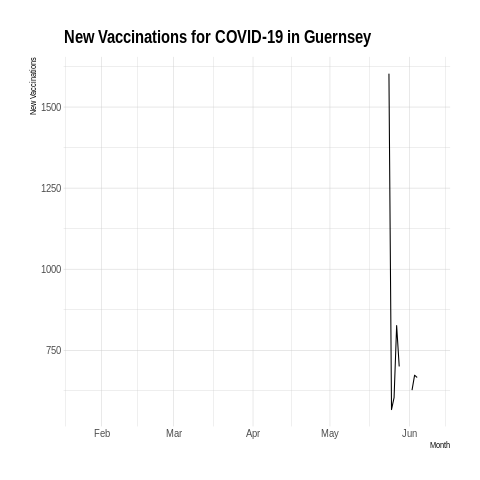 New Vaccinations for COVID-19 in Guernsey
New Vaccinations
1500
1250
1000
750
Feb Mar Apr May Jun
Month